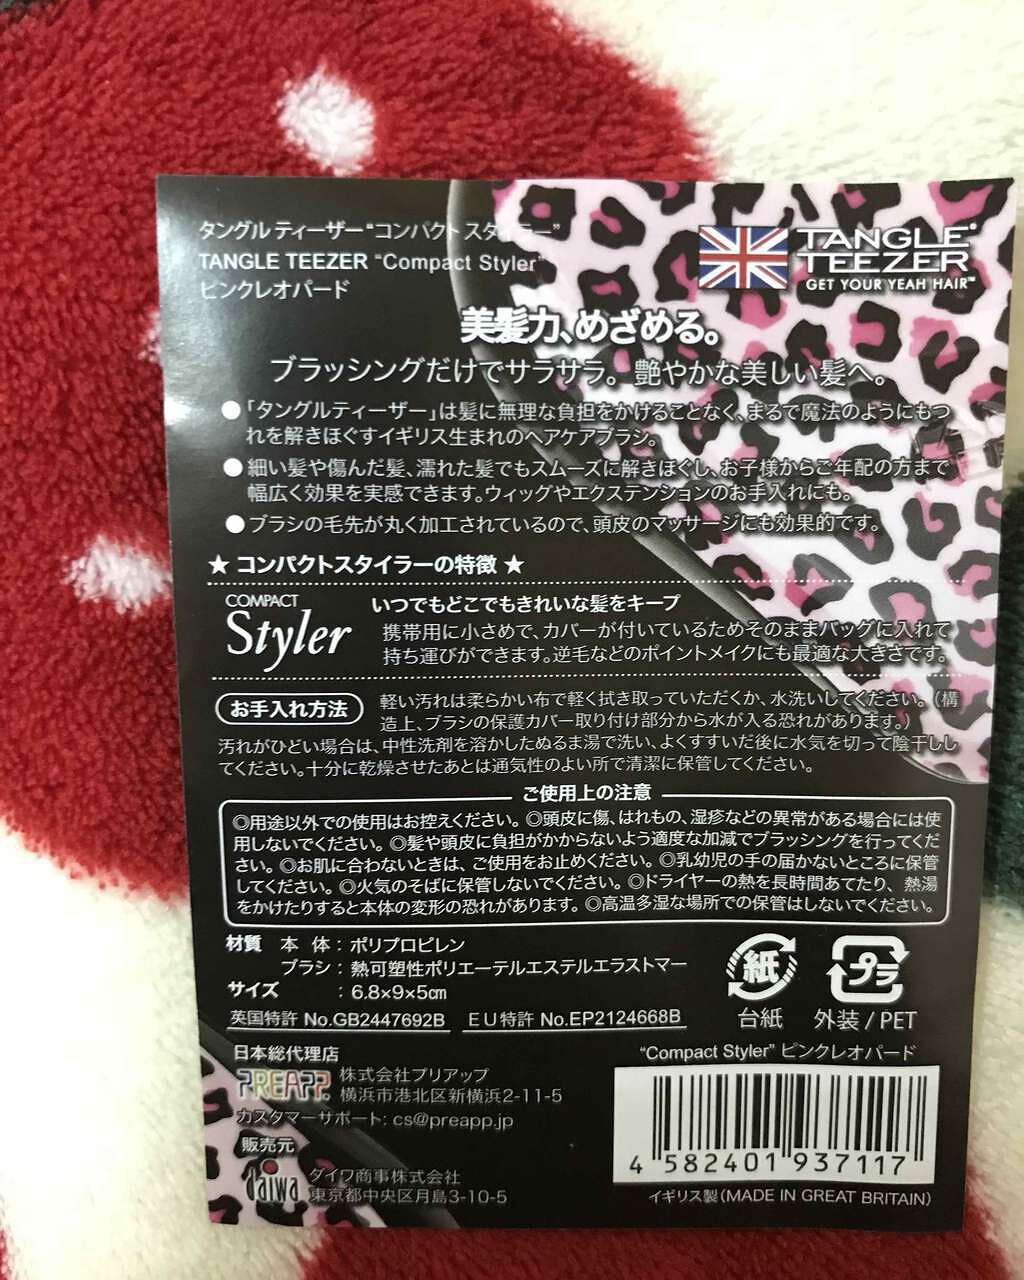 タングル ティーザー“コンパクト スタイラー”
TANGLE TEEZER “Compact Styler”
ピンクレオパード
TANGLE®
TEEZER
GET YOUR YEAH HAIR™
美髪力、めざめる。
ブラッシングだけでサラサラ。艶やかな美しい髪へ。
●「タングルティーザー」は髪に無理な負担をかけることなく、まるで魔法のようにもつ
れを解きほぐすイギリス生まれのヘアケアブラシ。
●細い髪や傷んだ髪、濡れた髪でもスムーズに解きほぐし、お子様からご年配の方まで
幅広く効果を実感できます。ウィッグやエクステンションのお手入れにも。
●ブラシの毛先が丸く加工されているので、頭皮のマッサージにも効果的です。
★ コンパクトスタイラーの特徴 ★
COMPACT
Styler
いつでもどこでもきれいな髪をキープ
携帯用に小さめで、カバーが付いているためそのままバッグに入れて
持ち運びができます。逆毛などのポイントメイクにも最適な大きさです。
お手入れ方法
軽い汚れは柔らかい布で軽く拭き取っていただくか、水洗いしてください。（構
造上、ブラシの保護カバー取り付け部分から水が入る恐れがあります。）
汚れがひどい場合は、中性洗剤を溶かしたぬるま湯で洗い、よくすすいだ後に水気を切って陰干しし
てください。十分に乾燥させたあとは通気性のよい所で清潔に保管してください。
ご使用上の注意
◎用途以外での使用はお控えください。◎頭皮に傷、はれもの、湿疹などの異常がある場合には使
用しないでください。◎髪や頭皮に負担がかからないよう適度な加減でブラッシングを行ってくだ
さい。◎お肌に合わないときは、ご使用をお止めください。◎乳幼児の手の届かないところに保管
してください。◎火気のそばに保管しないでください。◎ドライヤーの熱を長時間あてたり、熱湯
をかけたりすると本体の変形の恐れがあります。◎高温多湿な場所での保管はしないでください。
材質 本 体：ポリプロピレン
ブラシ：熱可塑性ポリエーテルエステルエラストマー
サイズ ：6.8×9×5㎝
英国特許 No.GB2447692B EU特許 No.EP2124668B
紙
台紙
プラ
外装 / PET
日本総代理店
PREAPP.
株式会社プリアップ
横浜市港北区新横浜2-11-5
カスタマーサポート: cs@preapp.jp
販売元
daiwa
ダイワ商事株式会社
東京都中央区月島3-10-5
“Compact Styler” ピンクレオパード
4 582401 937117
イギリス製（MADE IN GREAT BRITAIN）